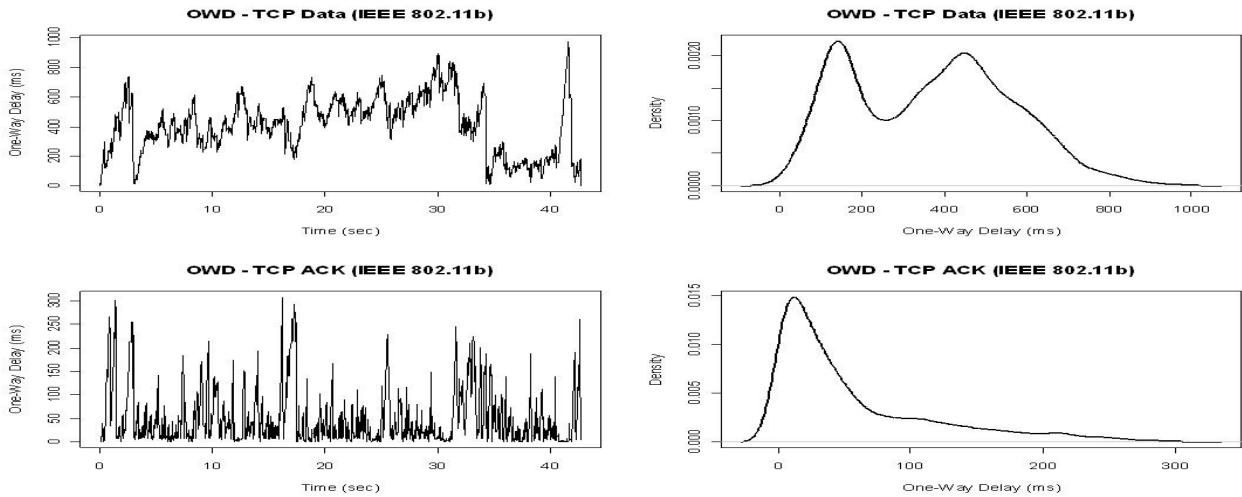 OWD - TCP Data (IEEE 802.11b)
One-Way Delay (ms)
0 200 400 600 800 1000
0 10 20 30 40
Time (sec)
OWD - TCP Data (IEEE 802.11b)
Density
0.0000 0.0010 0.0020
0 200 400 600 800 1000
One-Way Delay (ms)
OWD - TCP ACK (IEEE 802.11b)
One-Way Delay (ms)
0 50 100 150 200 250 300
0 10 20 30 40
Time (sec)
OWD - TCP ACK (IEEE 802.11b)
Density
0.000 0.005 0.010 0.015
0 100 200 300
One-Way Delay (ms)